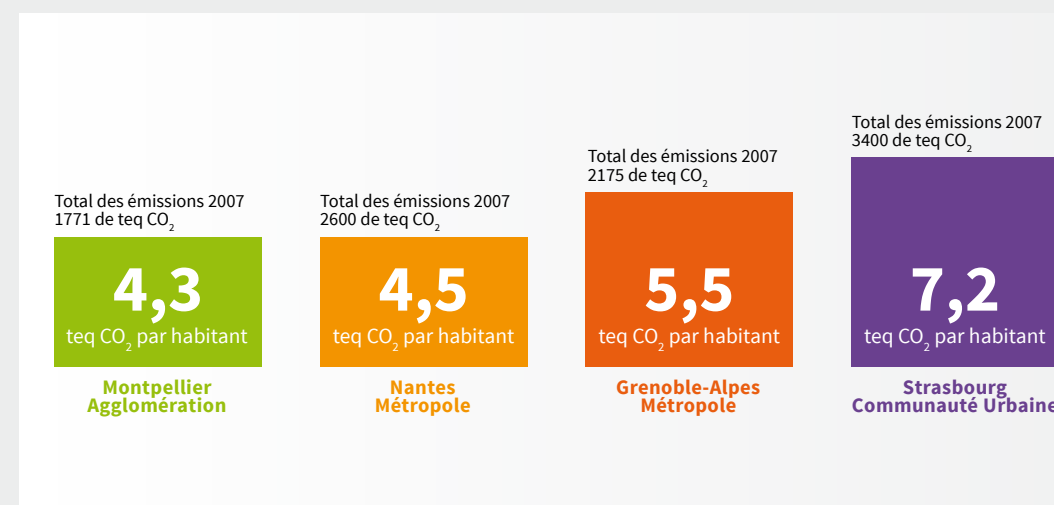 Total des émissions 2007
1771 de teq CO₂
4,3
teq CO₂ par habitant
Montpellier
Agglomération
Total des émissions 2007
2600 de teq CO₂
4,5
teq CO₂ par habitant
Nantes
Métropole
Total des émissions 2007
2175 de teq CO₂
5,5
teq CO₂ par habitant
Grenoble-Alpes
Métropole
Total des émissions 2007
3400 de teq CO₂
7,2
teq CO₂ par habitant
Strasbourg
Communauté Urbaine